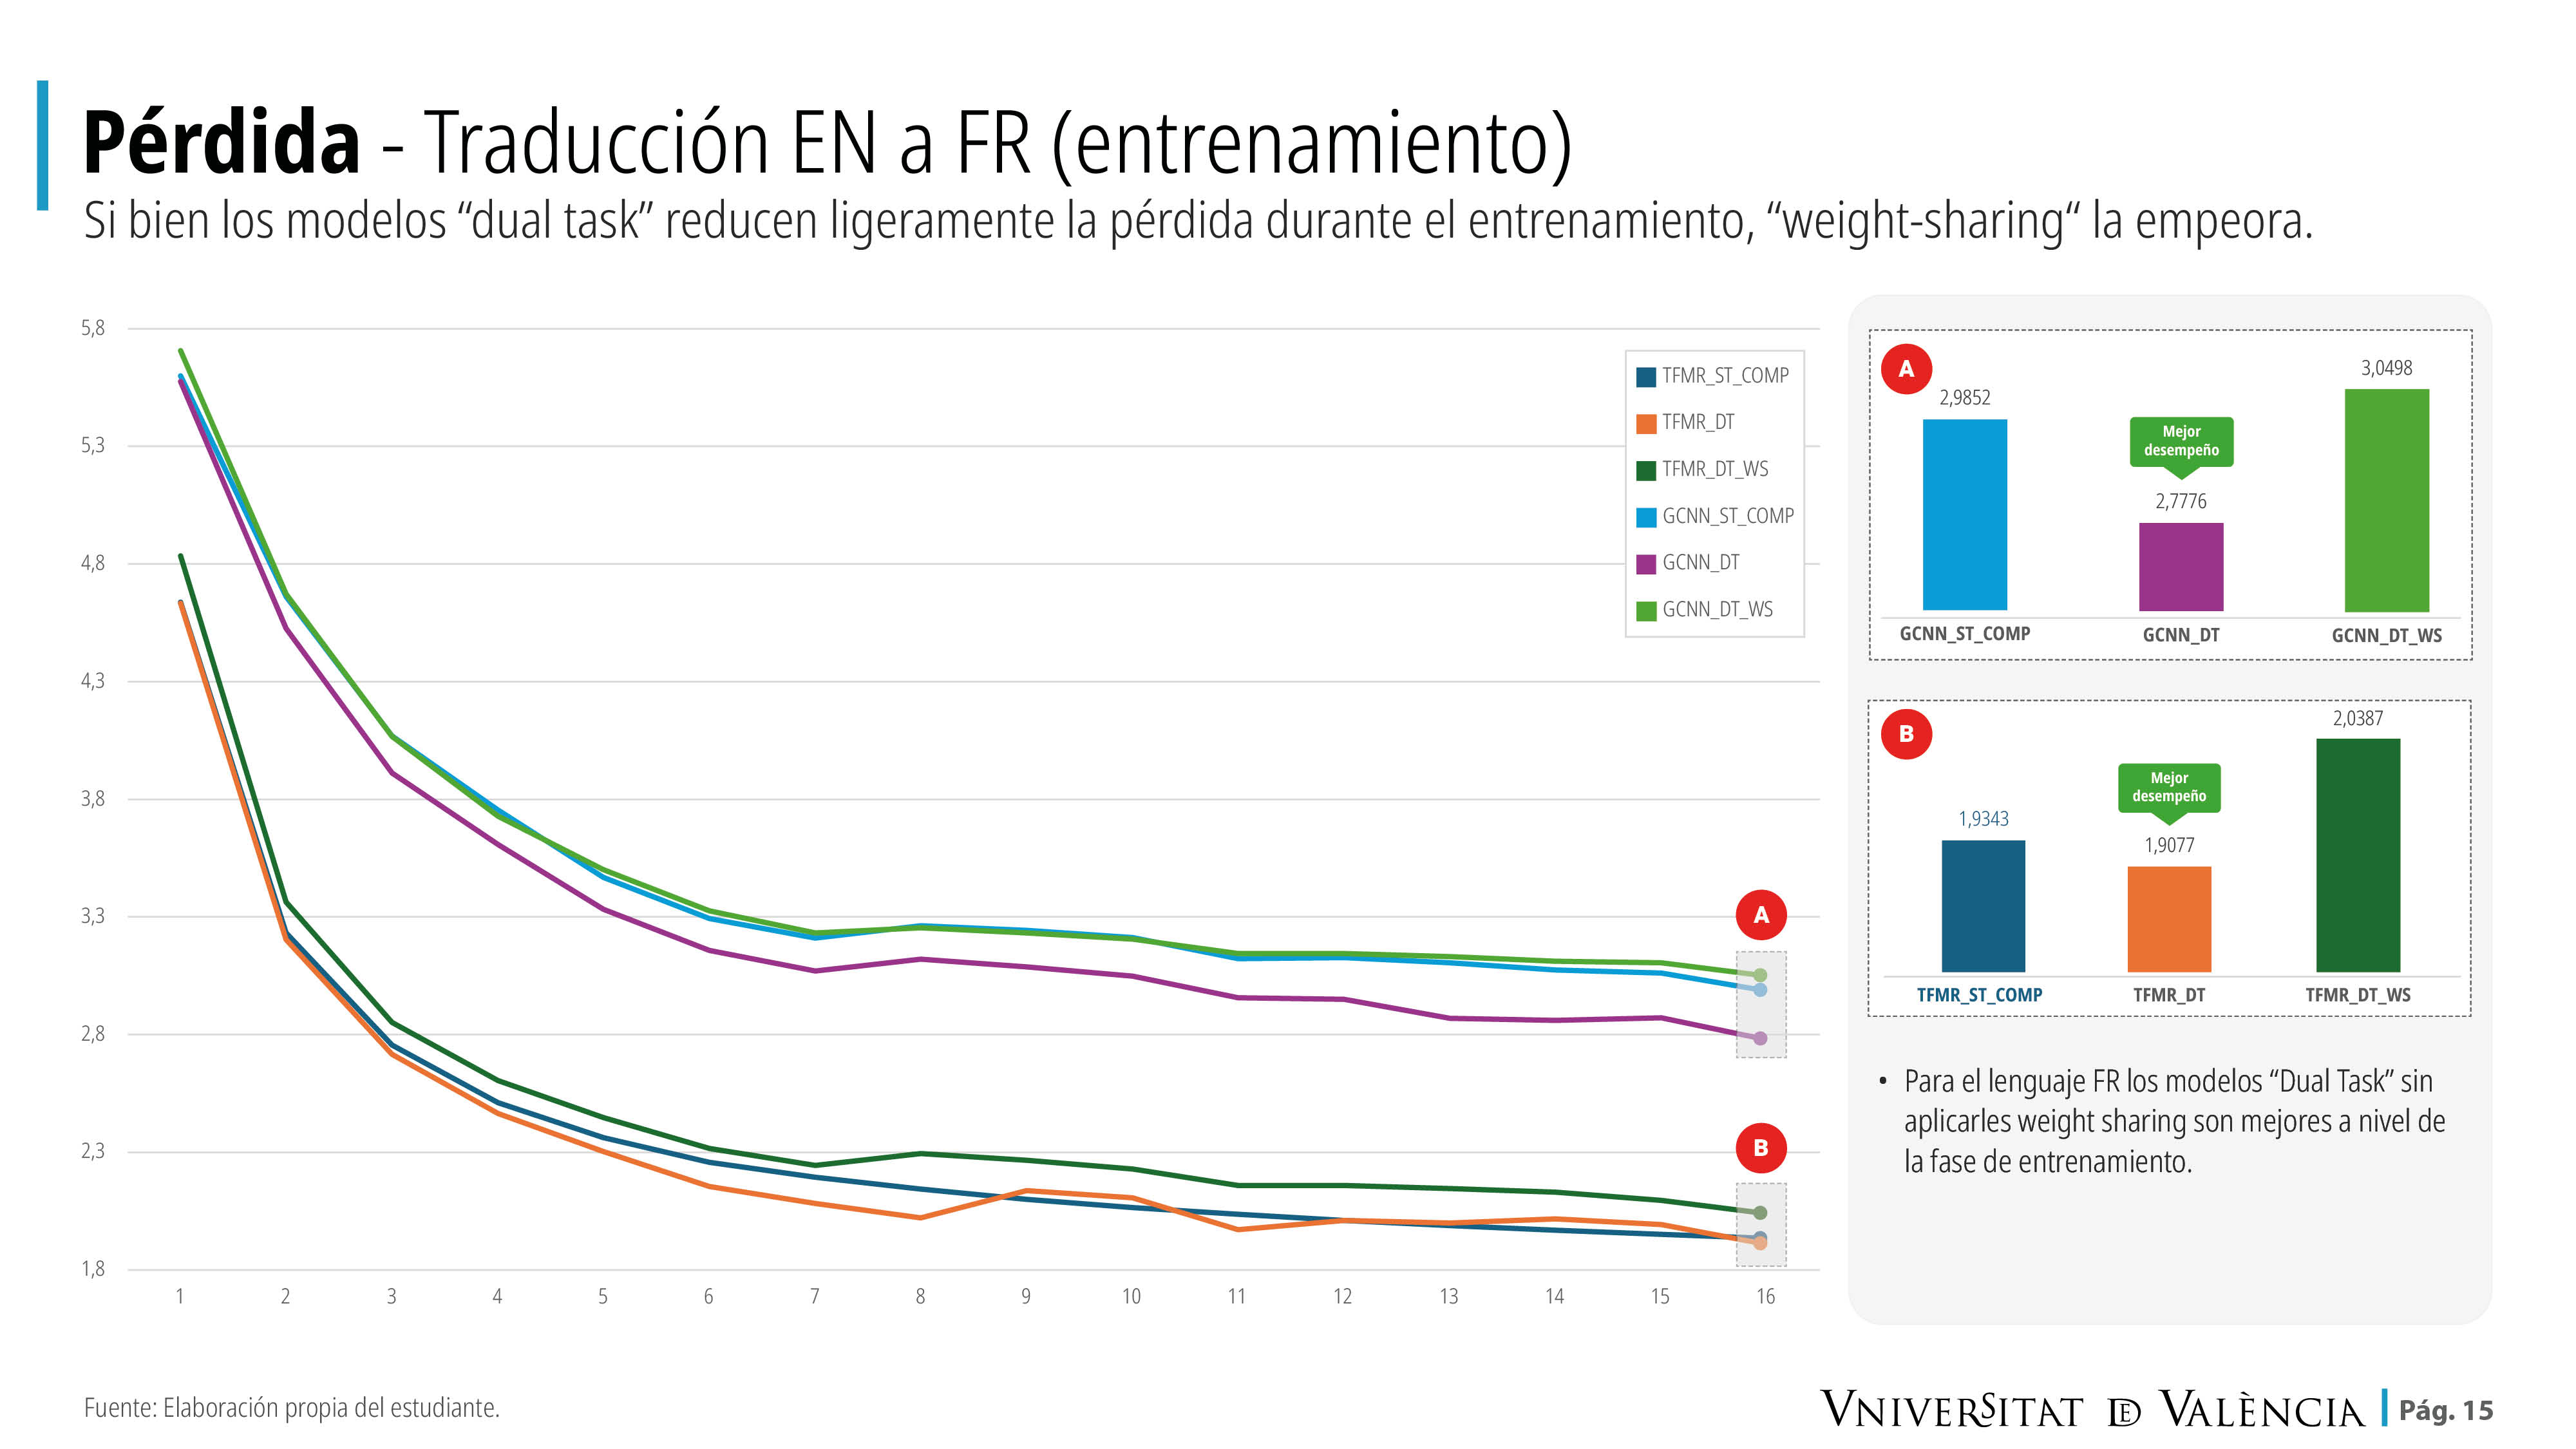 Pérdida - Traducción EN a FR (entrenamiento)
Si bien los modelos “dual task” reducen ligeramente la pérdida durante el entrenamiento, “weight-sharing“ la empeora.
5,8
5,3
4,8
4,3
3,8
3,3
2,8
2,3
1,8
1 2 3 4 5 6 7 8 9 10 11 12 13 14 15 16
TFMR_ST_COMP
TFMR_DT
TFMR_DT_WS
GCNN_ST_COMP
GCNN_DT
GCNN_DT_WS
A
B
A
2,9852
Mejor
desempeño
2,7776
3,0498
GCNN_ST_COMP GCNN_DT GCNN_DT_WS
B
1,9343
Mejor
desempeño
1,9077
2,0387
TFMR_ST_COMP TFMR_DT TFMR_DT_WS
• Para el lenguaje FR los modelos “Dual Task” sin
aplicarles weight sharing son mejores a nivel de
la fase de entrenamiento.
Fuente: Elaboración propia del estudiante.
VNIVERSITAT DE VALÈNCIA
Pág. 15